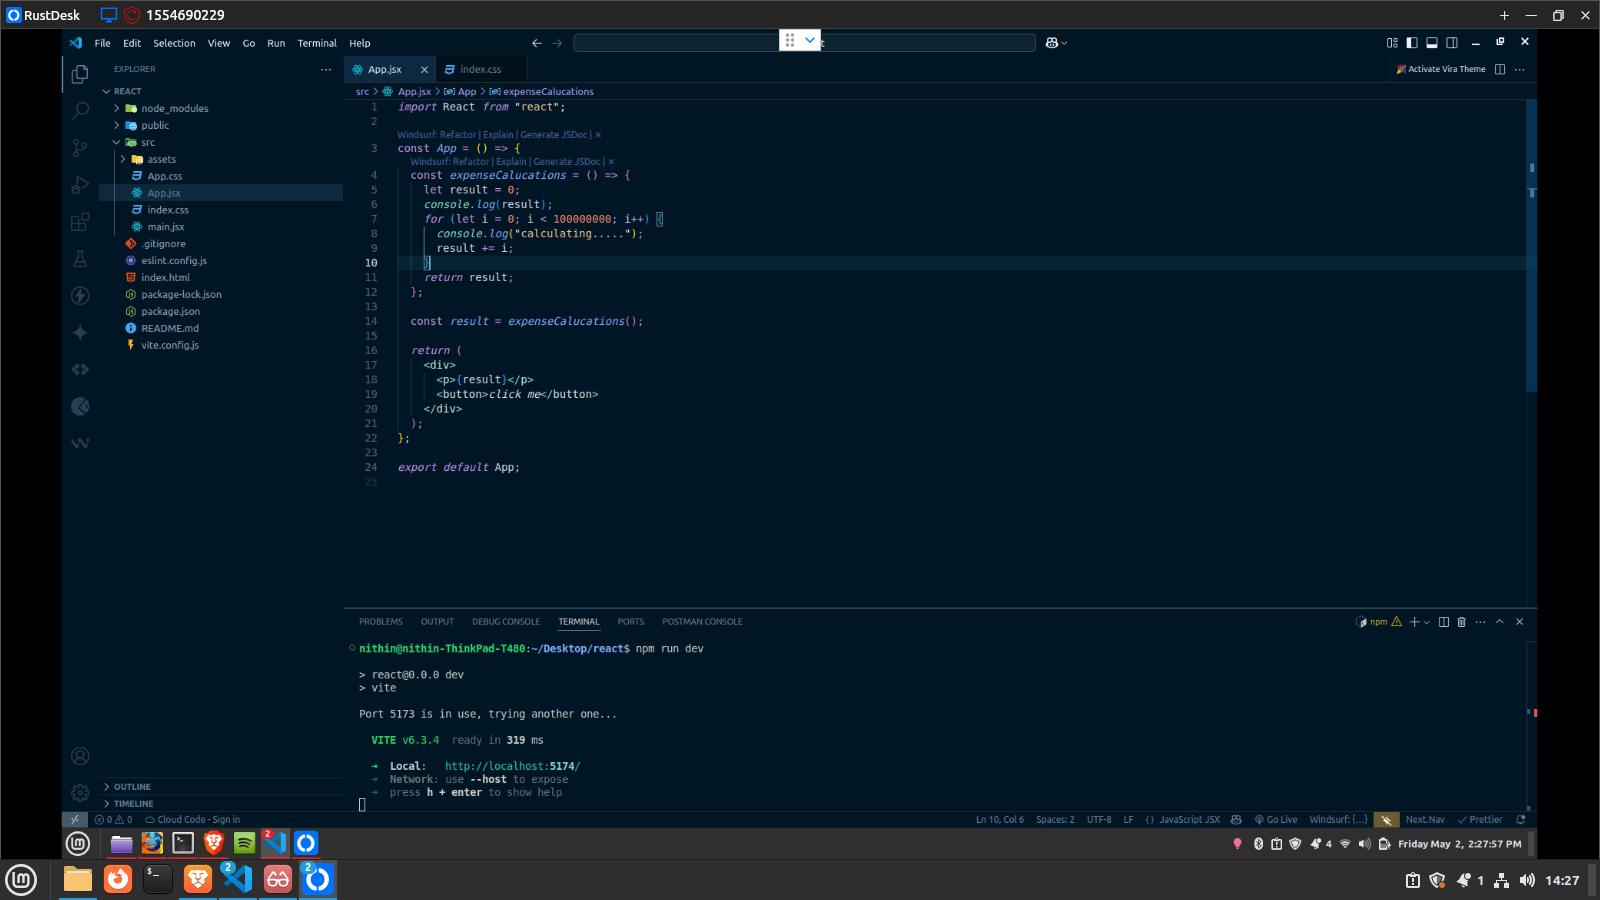 RustDesk 1554690229
File Edit Selection View Go Run Terminal Help
EXPLORER
App.jsx index.css
Activate Vira Theme
REACT
node_modules
public
src
assets
App.css
App.jsx
index.css
main.jsx
.gitignore
eslint.config.js
index.html
package-lock.json
package.json
README.md
vite.config.js
OUTLINE
TIMELINE
src > App.jsx > App > expenseCalucations
1 import React from "react";
2
Windsurf: Refactor | Explain | Generate JSDoc | ×
3 const App = () => {
Windsurf: Refactor | Explain | Generate JSDoc | ×
4 const expenseCalucations = () => {
5 let result = 0;
6 console.log(result);
7 for (let i = 0; i < 100000000; i++) {
8 console.log("calculating.....");
9 result += i;
10 }
11 return result;
12 };
13
14 const result = expenseCalucations();
15
16 return (
17 <div>
18 <p>{result}</p>
19 <button>click me</button>
20 </div>
21 );
22 };
23
24 export default App;
25
PROBLEMS OUTPUT DEBUG CONSOLE TERMINAL PORTS POSTMAN CONSOLE
npm
nithin@nithin-ThinkPad-T480:~/Desktop/react$ npm run dev
> react@0.0.0 dev
> vite
Port 5173 is in use, trying another one...
VITE v6.3.4 ready in 319 ms
➜ Local: http://localhost:5174/
➜ Network: use --host to expose
➜ press h + enter to show help
0 0 Cloud Code - Sign in
Ln 10, Col 6 Spaces: 2 UTF-8 LF {} JavaScript JSX Go Live Windsurf: {...} Next.Nav Prettier
2
4 Friday May 2, 2:27:57 PM
2 2
1 14:27